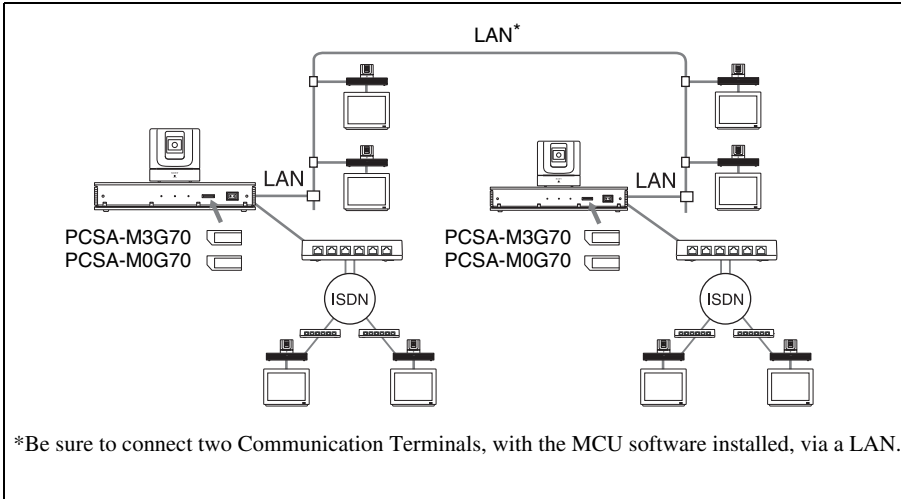 LAN*
LAN
LAN
PCSA-M3G70
PCSA-M0G70
PCSA-M3G70
PCSA-M0G70
ISDN
ISDN
*Be sure to connect two Communication Terminals, with the MCU software installed, via a LAN.